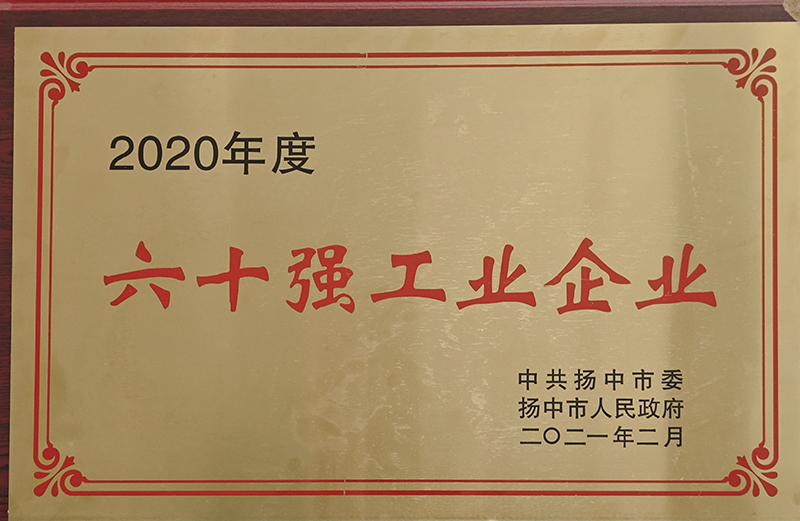 2020年度
六十强工业企业
中共扬中市委
扬中市人民政府
二〇二一年二月